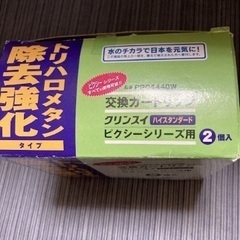 トリハロメタン
除去強化
タイプ
水のチカラで日本を元気に!
交換カートリッジ
クリンスイ ハイスタンダード
ピクシーシリーズ用 2個入